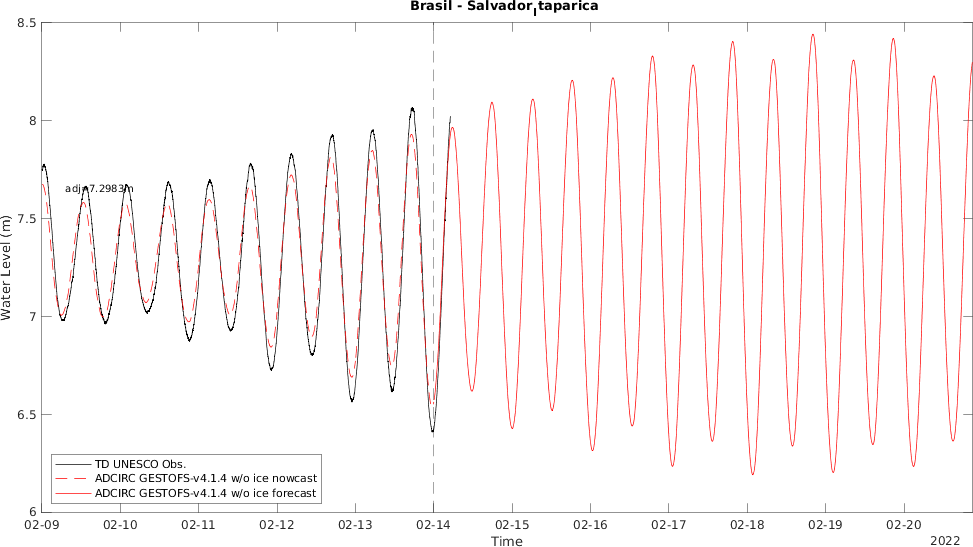 Brasil - Salvador,taparica
8.5
8
7.5
7
6.5
6
Water Level (m)
adj=7.2983m
TD UNESCO Obs.
ADCIRC GESTOFS-v4.1.4 w/o ice nowcast
ADCIRC GESTOFS-v4.1.4 w/o ice forecast
02-09 02-10 02-11 02-12 02-13 02-14 02-15 02-16 02-17 02-18 02-19 02-20
Time
2022